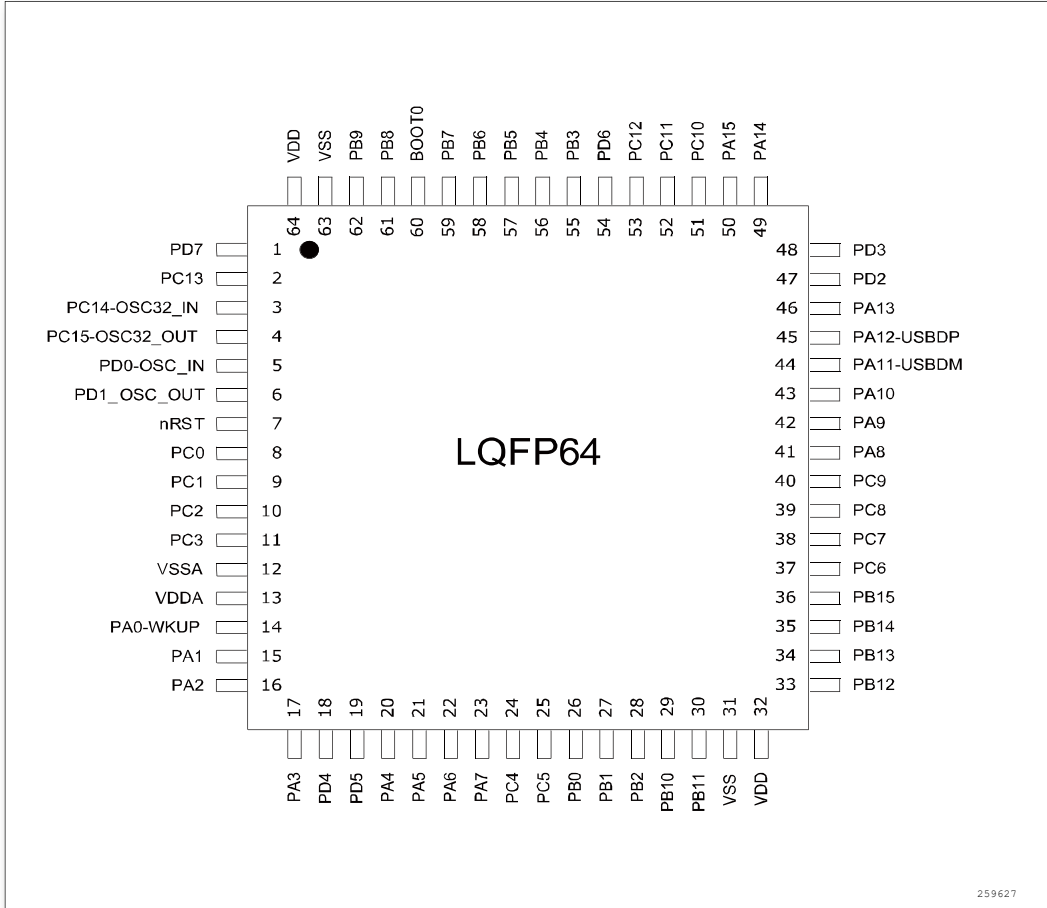 VDD VSS PB9 PB8 BOOT0 PB7 PB6 PB5 PB4 PB3 PD6 PC12 PC11 PC10 PA15 PA14
64 63 62 61 60 59 58 57 56 55 54 53 52 51 50 49
PD7 1 48 PD3
PC13 2 47 PD2
PC14-OSC32_IN 3 46 PA13
PC15-OSC32_OUT 4 45 PA12-USBDP
PD0-OSC_IN 5 44 PA11-USBDM
PD1_OSC_OUT 6 43 PA10
nRST 7 42 PA9
PC0 8 41 PA8
LQFP64
PC1 9 40 PC9
PC2 10 39 PC8
PC3 11 38 PC7
VSSA 12 37 PC6
VDDA 13 36 PB15
PA0-WKUP 14 35 PB14
PA1 15 34 PB13
PA2 16 33 PB12
17 18 19 20 21 22 23 24 25 26 27 28 29 30 31 32
PA3 PD4 PD5 PA4 PA5 PA6 PA7 PC4 PC5 PB0 PB1 PB2 PB10 PB11 VSS VDD
259627